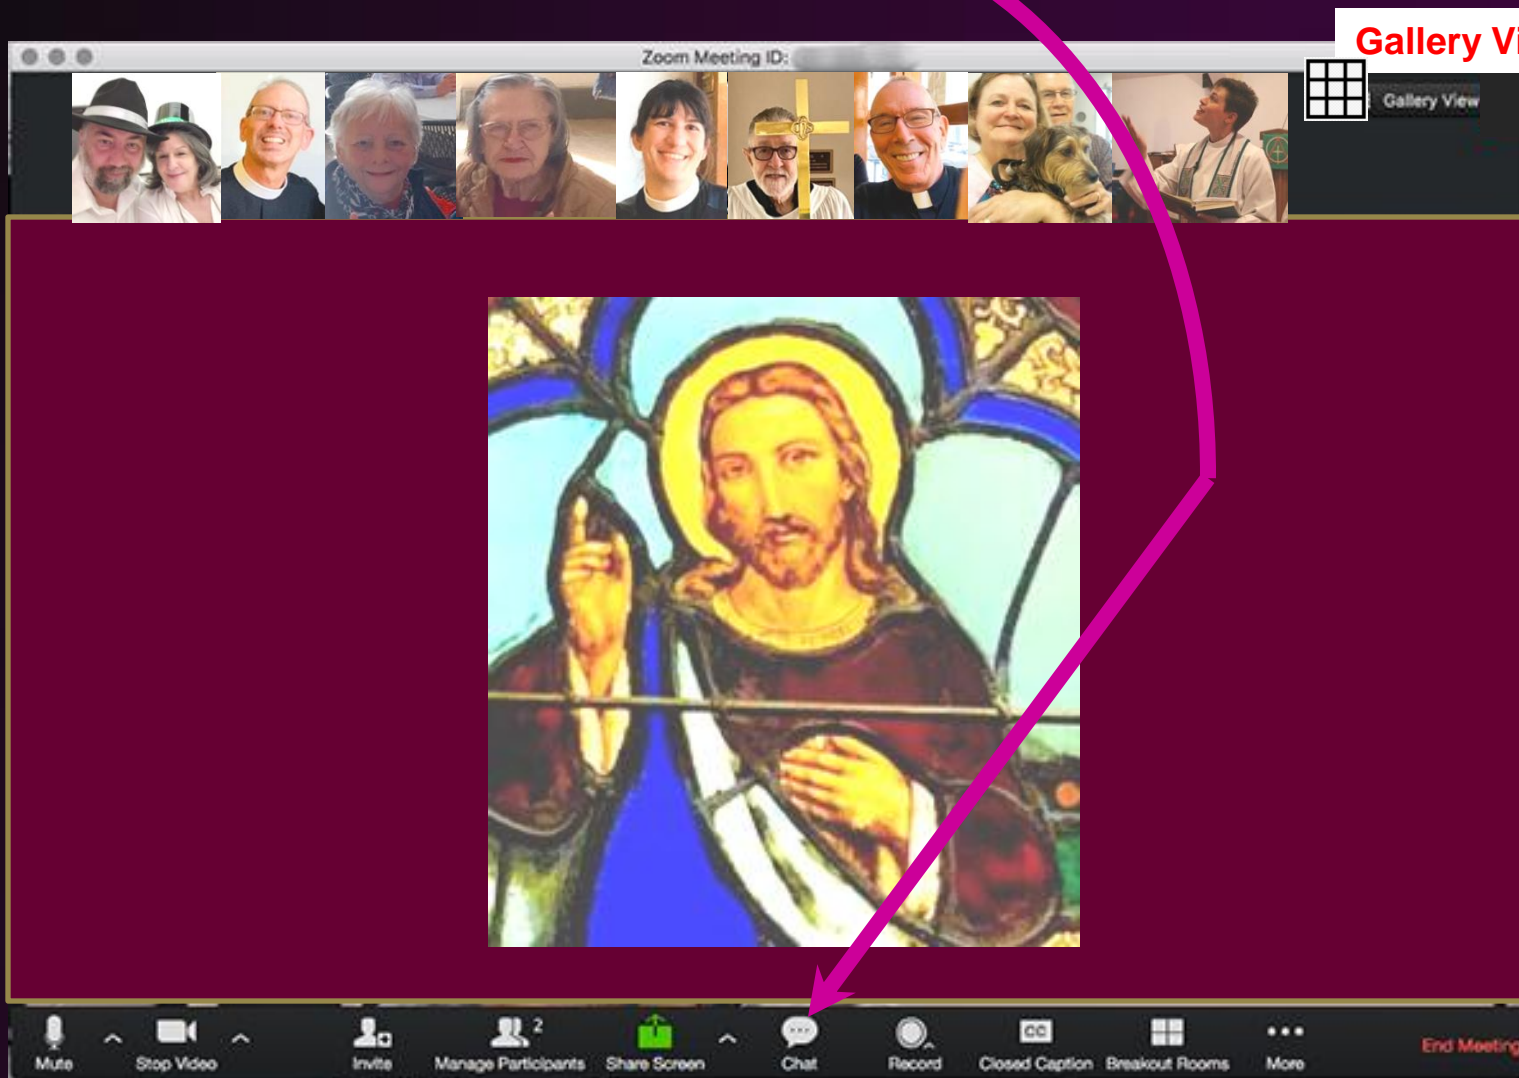 Gallery Vi
Zoom Meeting ID:
Gallery View
2
Mute
Stop Video
Invite
Manage Participants
Share Screen
Chat
Record
CC
Closed Caption
Breakout Rooms
More
End Meeting